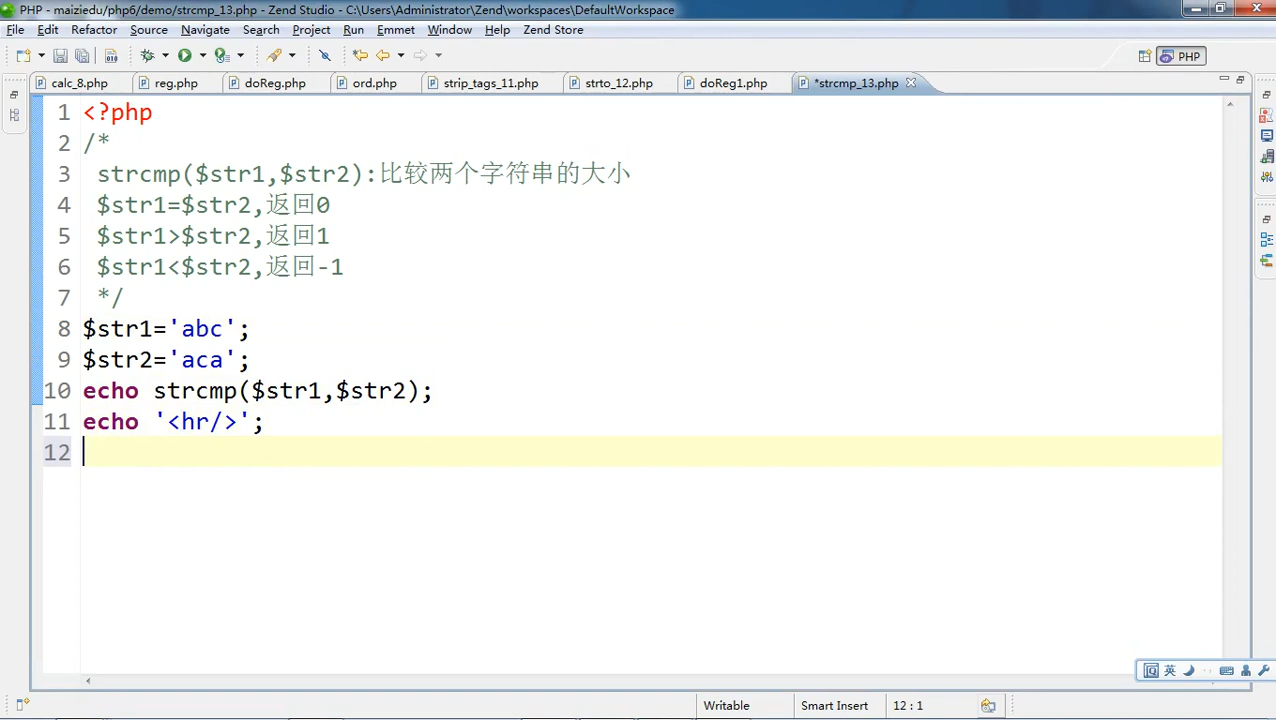 PHP - maiziedu/php6/demo/strcmp_13.php - Zend Studio - C:\Users\Administrator\Zend\workspaces\DefaultWorkspace
File Edit Refactor Source Navigate Search Project Run Emmet Window Help Zend Store
PHP
calc_8.php reg.php doReg.php ord.php strip_tags_11.php strto_12.php doReg1.php *strcmp_13.php
1 <?php
2 /*
3 strcmp($str1,$str2):比较两个字符串的大小
4 $str1=$str2,返回0
5 $str1>$str2,返回1
6 $str1<$str2,返回-1
7 */
8 $str1='abc';
9 $str2='aca';
10 echo strcmp($str1,$str2);
11 echo '<hr/>';
12
英
Writable Smart Insert 12 : 1